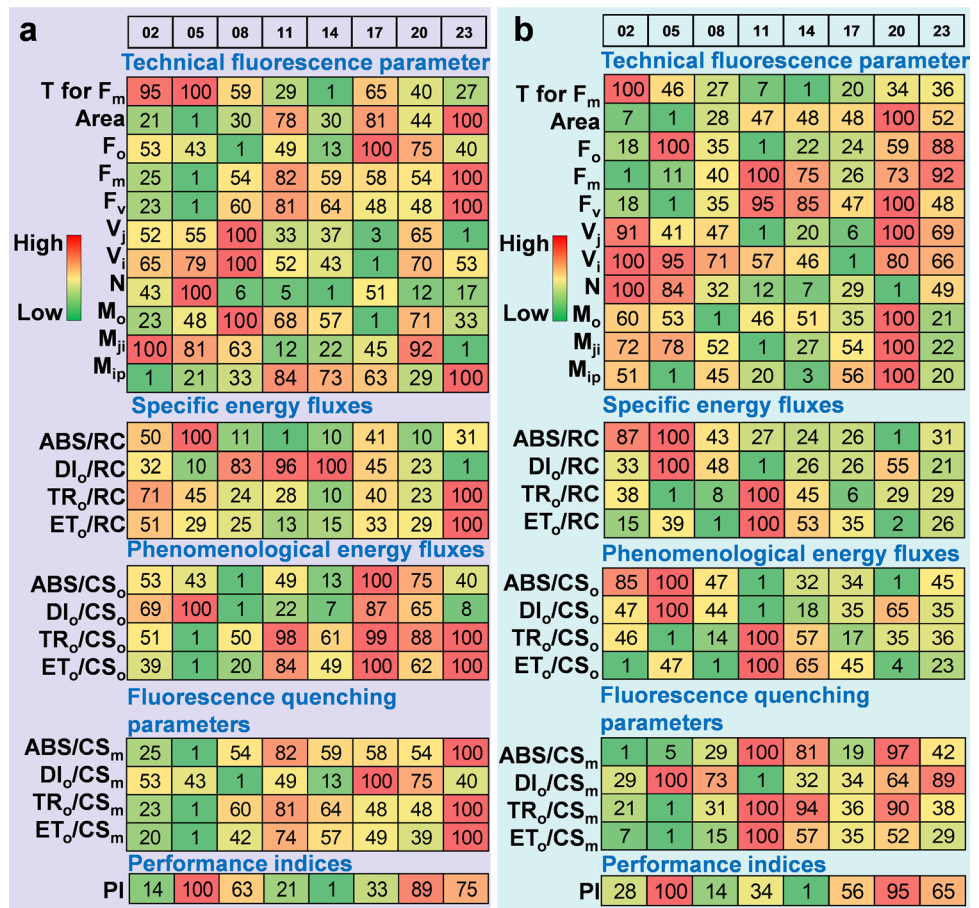 a
02 05 08 11 14 17 20 23
Technical fluorescence parameter
T for Fm 95 100 59 29 1 65 40 27
Area 21 1 30 78 30 81 44 100
Fo 53 43 1 49 13 100 75 40
Fm 25 1 54 82 59 58 54 100
Fv 23 1 60 81 64 48 48 100
Vj 52 55 100 33 37 3 65 1
High
Vi 65 79 100 52 43 1 70 53
N 43 100 6 5 1 51 12 17
Low
Mo 23 48 100 68 57 1 71 33
Mji 100 81 63 12 22 45 92 1
Mip 1 21 33 84 73 63 29 100
Specific energy fluxes
ABS/RC 50 100 11 1 10 41 10 31
DIo/RC 32 10 83 96 100 45 23 1
TRo/RC 71 45 24 28 10 40 23 100
ETo/RC 51 29 25 13 15 33 29 100
Phenomenological energy fluxes
ABS/CSo 53 43 1 49 13 100 75 40
DIo/CSo 69 100 1 22 7 87 65 8
TRo/CSo 51 1 50 98 61 99 88 100
ETo/CSo 39 1 20 84 49 100 62 100
Fluorescence quenching
parameters
ABS/CSm 25 1 54 82 59 58 54 100
DIo/CSm 53 43 1 49 13 100 75 40
TRo/CSm 23 1 60 81 64 48 48 100
ETo/CSm 20 1 42 74 57 49 39 100
Performance indices
PI 14 100 63 21 1 33 89 75
b
02 05 08 11 14 17 20 23
Technical fluorescence parameter
T for Fm 100 46 27 7 1 20 34 36
Area 7 1 28 47 48 48 100 52
Fo 18 100 35 1 22 24 59 88
Fm 1 11 40 100 75 26 73 92
Fv 18 1 35 95 85 47 100 48
Vj 91 41 47 1 20 6 100 69
High
Vi 100 95 71 57 46 1 80 66
N 100 84 32 12 7 29 1 49
Low
Mo 60 53 1 46 51 35 100 21
Mji 72 78 52 1 27 54 100 22
Mip 51 1 45 20 3 56 100 20
Specific energy fluxes
ABS/RC 87 100 43 27 24 26 1 31
DIo/RC 33 100 48 1 26 26 55 21
TRo/RC 38 1 8 100 45 6 29 29
ETo/RC 15 39 1 100 53 35 2 26
Phenomenological energy fluxes
ABS/CSo 85 100 47 1 32 34 1 45
DIo/CSo 47 100 44 1 18 35 65 35
TRo/CSo 46 1 14 100 57 17 35 36
ETo/CSo 1 47 1 100 65 45 4 23
Fluorescence quenching
parameters
ABS/CSm 1 5 29 100 81 19 97 42
DIo/CSm 29 100 73 1 32 34 64 89
TRo/CSm 21 1 31 100 94 36 90 38
ETo/CSm 7 1 15 100 57 35 52 29
Performance indices
PI 28 100 14 34 1 56 95 65